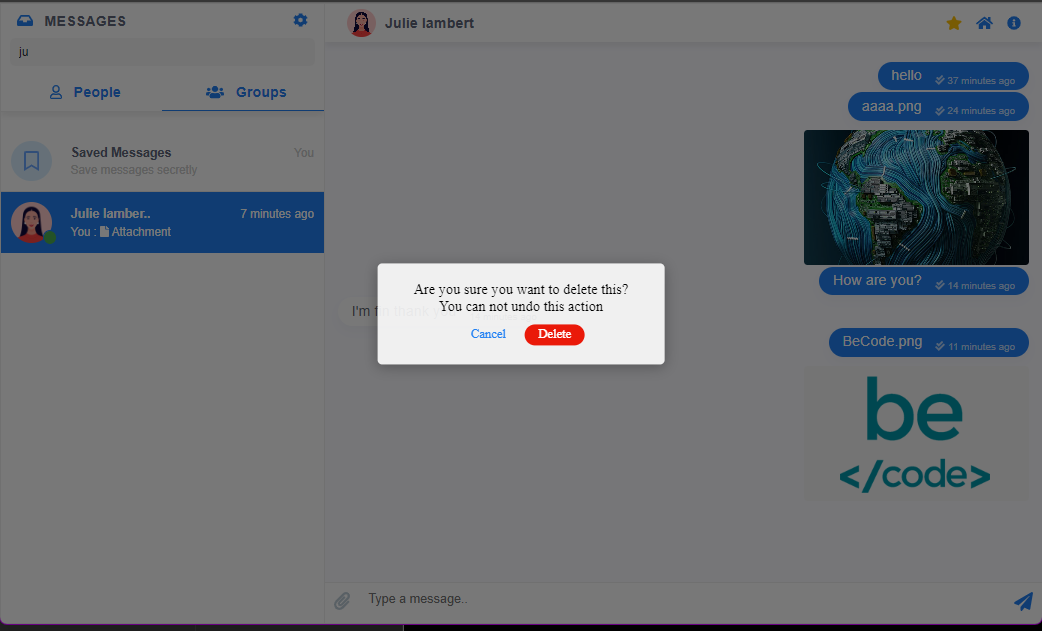 MESSAGES
ju
People
Groups
Saved Messages
You
Save messages secretly
Julie lamber..
7 minutes ago
You : Attachment
Julie lambert
hello
37 minutes ago
aaaa.png
24 minutes ago
How are you?
14 minutes ago
I'm
thank
Are you sure you want to delete this?
You can not undo this action
Cancel
Delete
BeCode.png
11 minutes ago
be
</code>
Type a message..